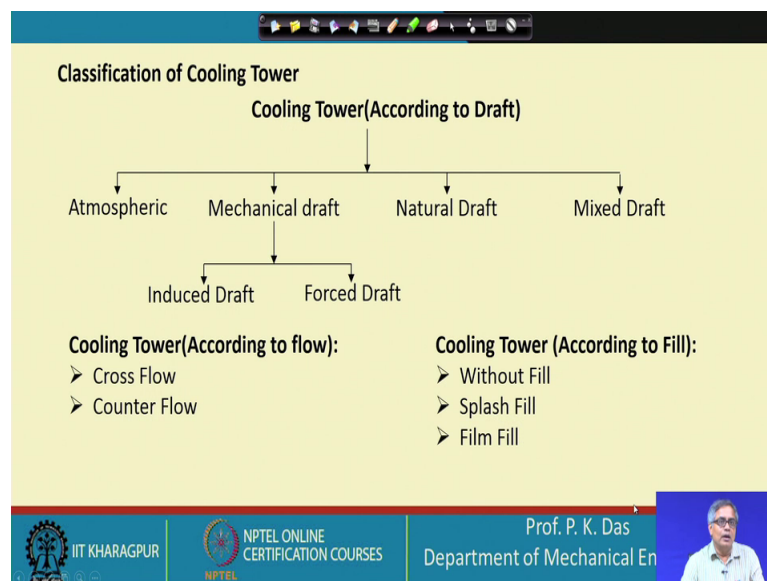 Classification of Cooling Tower
Cooling Tower(According to Draft)
Atmospheric
Mechanical draft
Natural Draft
Mixed Draft
Induced Draft
Forced Draft
Cooling Tower(According to flow):
Cross Flow
Counter Flow
Cooling Tower (According to Fill):
Without Fill
Splash Fill
Film Fill
IIT KHARAGPUR
NPTEL
NPTEL ONLINE
CERTIFICATION COURSES
Prof. P. K. Das
Department of Mechanical En